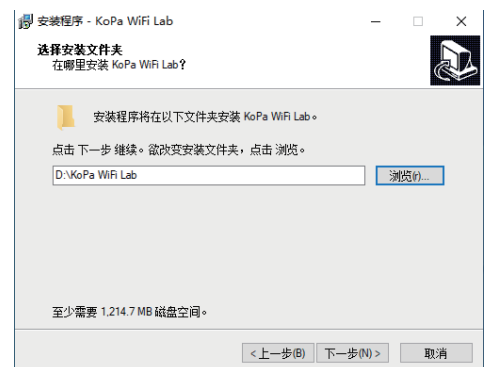 安装程序 - KoPa WiFi Lab
选择安装文件夹
在哪里安装 KoPa WiFi Lab?
安装程序将在以下文件夹安装 KoPa WiFi Lab。
点击 下一步 继续。欲改变安装文件夹，点击 浏览。
D:\KoPa WiFi Lab
浏览(r)...
至少需要 1,214.7 MB 磁盘空间。
<上一步(B) 下一步(N)> 取消